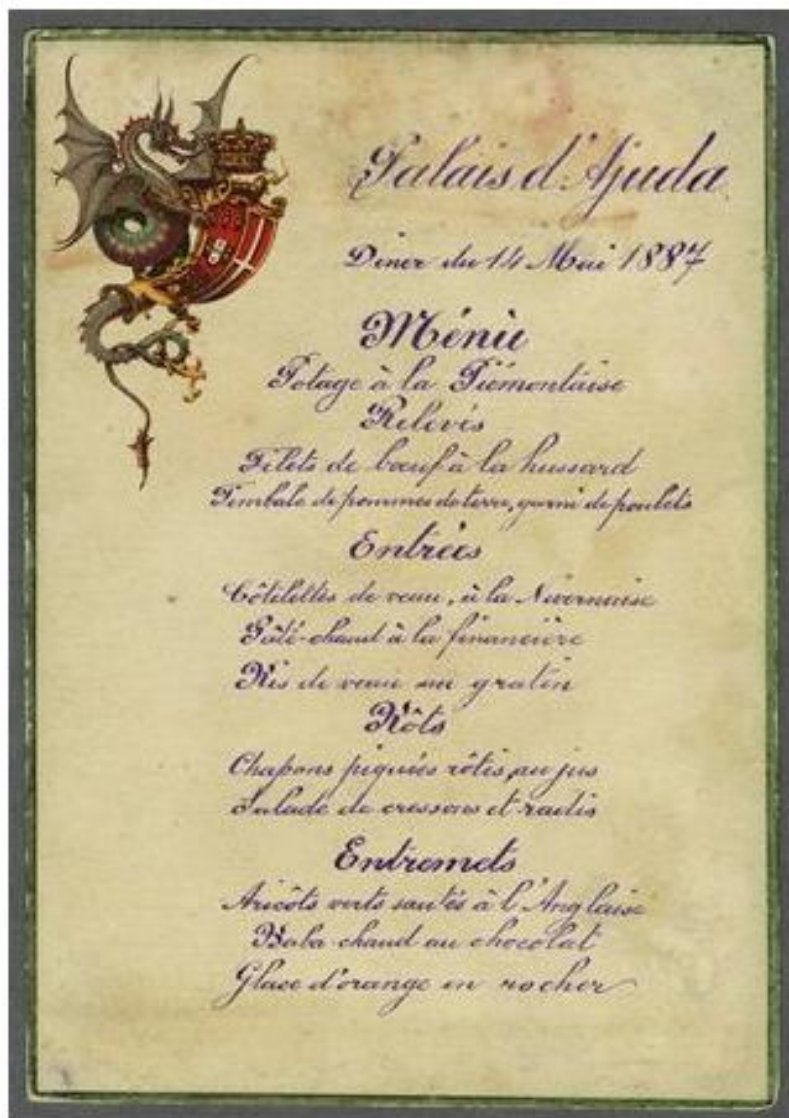 Palais d'Ajuda
Diner du 14 Mai 1887
Ménu
Potage à la Piémontaise
Relevés
Filets de bœuf à la hussard
Timbale de pommes de terre, garni de poulets
Entrées
Côtelettes de veau, à la Nivernaise
Pâté-chaud à la financière
Ris de veau au gratin
Rôts
Chapons piqués rôtis, au jus
Salade de cressons et radis
Entremets
Aricôts verts sautés à l'Anglaise
Baba chaud au chocolat
Glace d'orange en rocher